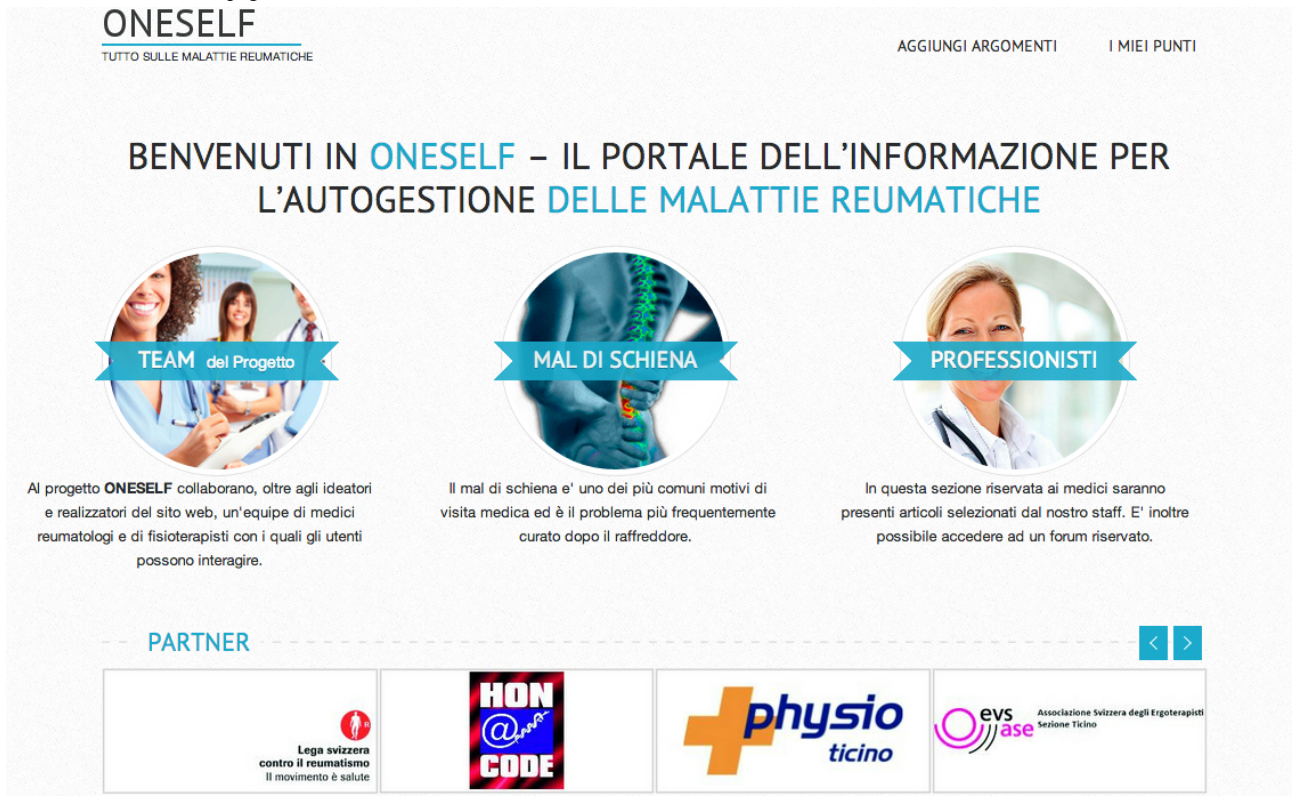 ONESELF
TUTTO SULLE MALATTIE REUMATICHE
AGGIUNGI ARGOMENTI
I MIEI PUNTI
BENVENUTI IN ONESELF – IL PORTALE DELL'INFORMAZIONE PER
L'AUTOGESTIONE DELLE MALATTIE REUMATICHE
TEAM del Progetto
Al progetto ONESELF collaborano, oltre agli ideatori
e realizzatori del sito web, un'equipe di medici
reumatologi e di fisioterapisti con i quali gli utenti
possono interagire.
MAL DI SCHIENA
Il mal di schiena e' uno dei più comuni motivi di
visita medica ed è il problema più frequentemente
curato dopo il raffreddore.
PROFESSIONISTI
In questa sezione riservata ai medici saranno
presenti articoli selezionati dal nostro staff. E' inoltre
possibile accedere ad un forum riservato.
PARTNER
Lega svizzera
contro il reumatismo
Il movimento è salute
HON
@
CODE
physio
ticino
evs
ase
Associazione Svizzera degli Ergoterapisti
Sezione Ticino